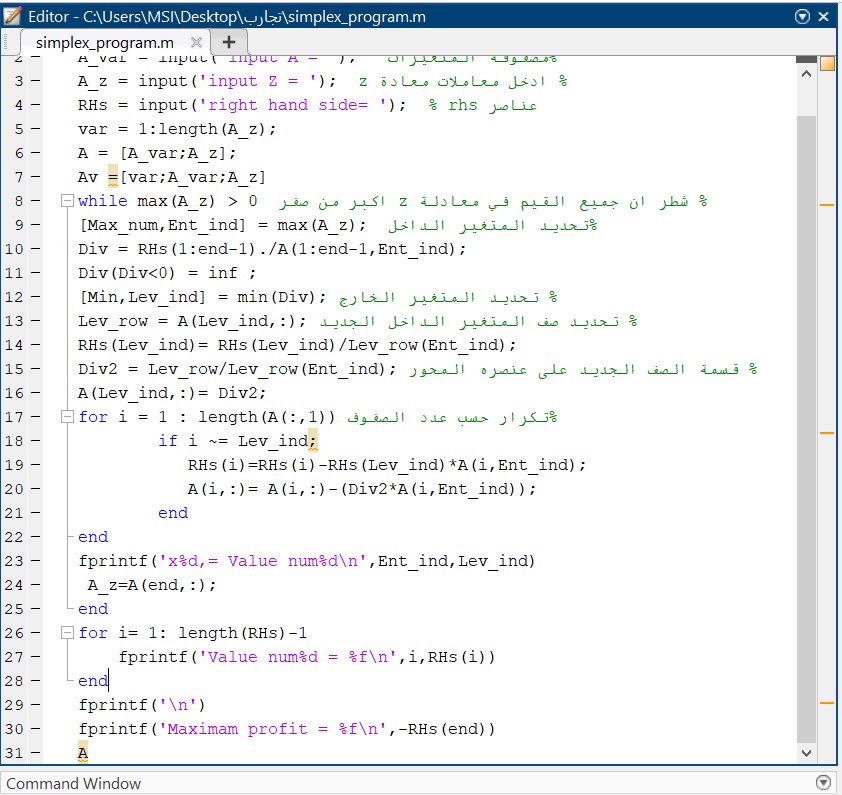 Editor - C:\Users\MSI\Desktop\تجارب\simplex_program.m
simplex_program.m
2 - A_var = input('input A = '); %مصفوفة المتغيرات
3 - A_z = input('input Z = '); % ادخل معاملات معادة z
4 - RHs = input('right hand side= '); % rhs عناصر
5 - var = 1:length(A_z);
6 - A = [A_var;A_z];
7 - Av =[var;A_var;A_z]
8 - while max(A_z) > 0 % شطر ان جميع القيم في معادلة z اكبر من صفر
9 - [Max_num,Ent_ind] = max(A_z); %تحديد المتغير الداخل
10 - Div = RHs(1:end-1)./A(1:end-1,Ent_ind);
11 - Div(Div<0) = inf ;
12 - [Min,Lev_ind] = min(Div); % تحديد المتغير الخارج
13 - Lev_row = A(Lev_ind,:); % تحديد صف المتغير الداخل الجديد
14 - RHs(Lev_ind)= RHs(Lev_ind)/Lev_row(Ent_ind);
15 - Div2 = Lev_row/Lev_row(Ent_ind); % قسمة الصف الجديد على عنصره المحور
16 - A(Lev_ind,:)= Div2;
17 - for i = 1 : length(A(:,1)) %تكرار حسب عدد الصفوف
18 - if i ~= Lev_ind;
19 - RHs(i)=RHs(i)-RHs(Lev_ind)*A(i,Ent_ind);
20 - A(i,:)= A(i,:)-(Div2*A(i,Ent_ind));
21 - end
22 - end
23 - fprintf('x%d,= Value num%d\n',Ent_ind,Lev_ind)
24 - A_z=A(end,:);
25 - end
26 - for i= 1: length(RHs)-1
27 - fprintf('Value num%d = %f\n',i,RHs(i))
28 - end
29 - fprintf('\n')
30 - fprintf('Maximam profit = %f\n',-RHs(end))
31 - A
Command Window